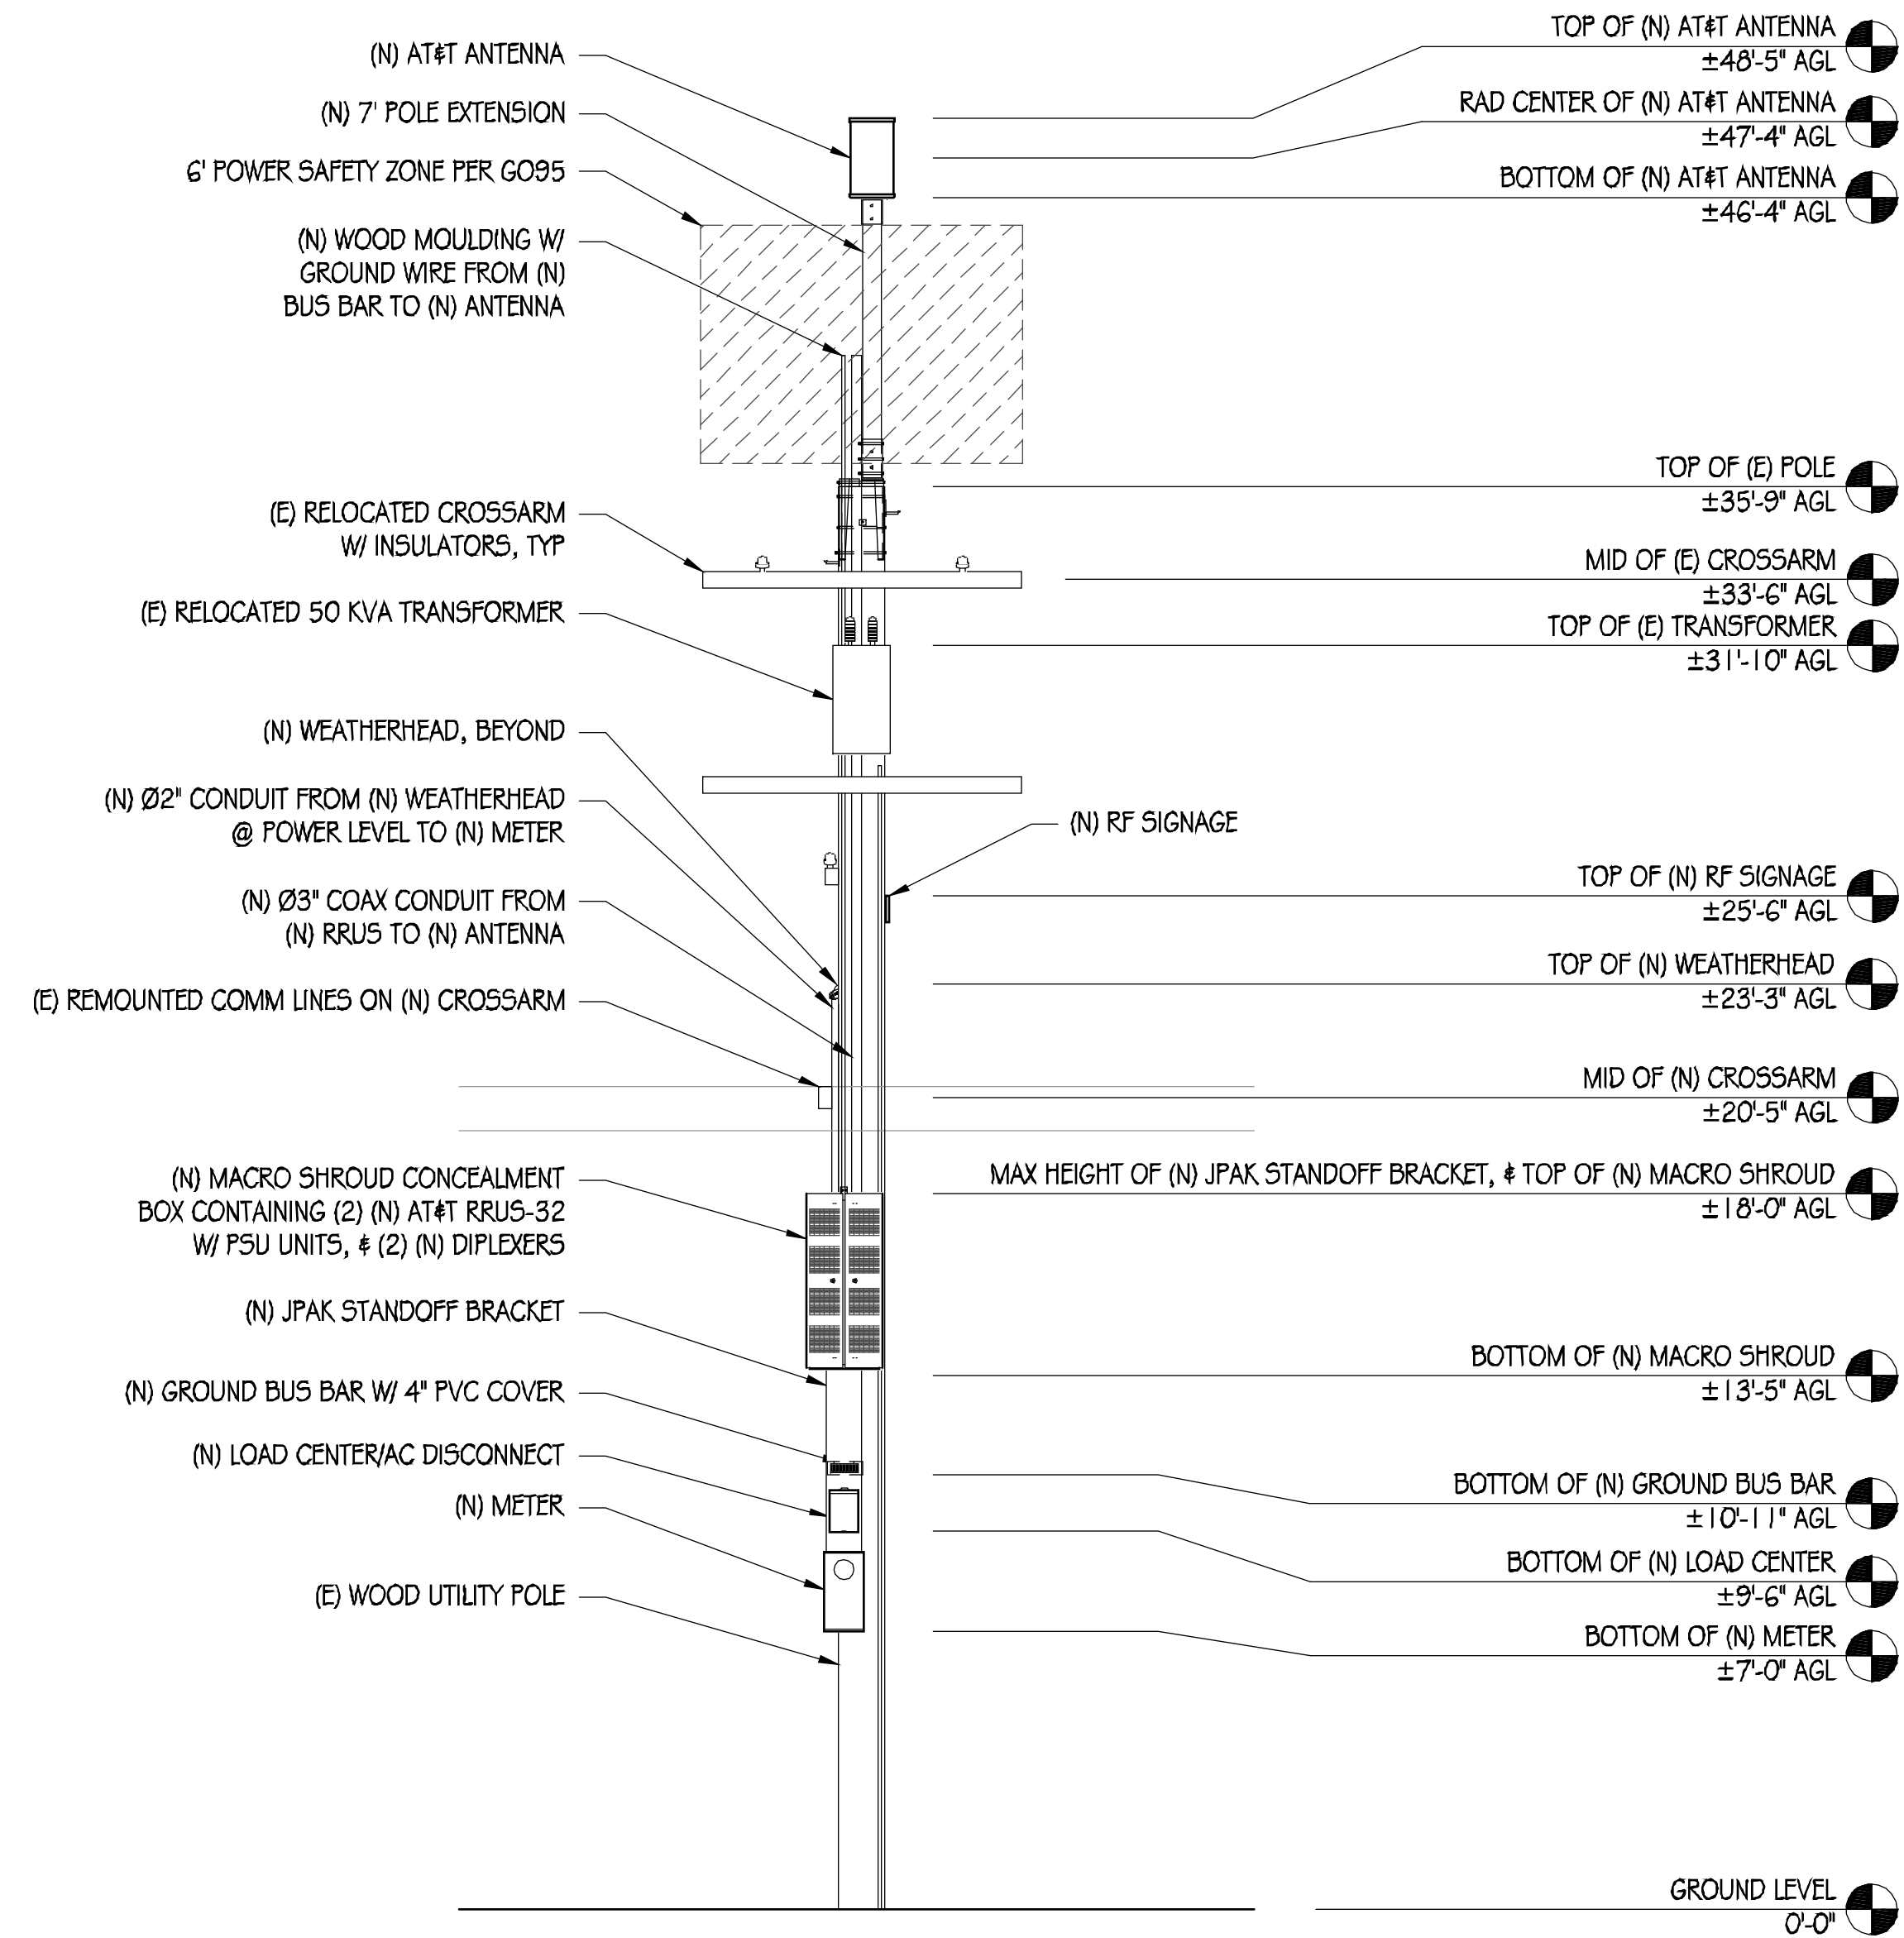 (N) AT&T ANTENNA
(N) 7' POLE EXTENSION
6' POWER SAFETY ZONE PER GO95
(N) WOOD MOULDING W/
GROUND WIRE FROM (N)
BUS BAR TO (N) ANTENNA
(E) RELOCATED CROSSARM
W/ INSULATORS, TYP
(E) RELOCATED 50 KVA TRANSFORMER
(N) WEATHERHEAD, BEYOND
(N) Ø2" CONDUIT FROM (N) WEATHERHEAD
@ POWER LEVEL TO (N) METER
(N) Ø3" COAX CONDUIT FROM
(N) RRUS TO (N) ANTENNA
(E) REMOUNTED COMM LINES ON (N) CROSSARM
(N) MACRO SHROUD CONCEALMENT
BOX CONTAINING (2) (N) AT&T RRUS-32
W/ PSU UNITS, & (2) (N) DIPLEXERS
(N) JPAK STANDOFF BRACKET
(N) GROUND BUS BAR W/ 4" PVC COVER
(N) LOAD CENTER/AC DISCONNECT
(N) METER
(E) WOOD UTILITY POLE
(N) RF SIGNAGE
TOP OF (N) AT&T ANTENNA
±48'-5" AGL
RAD CENTER OF (N) AT&T ANTENNA
±47'-4" AGL
BOTTOM OF (N) AT&T ANTENNA
±46'-4" AGL
TOP OF (E) POLE
±35'-9" AGL
MID OF (E) CROSSARM
±33'-6" AGL
TOP OF (E) TRANSFORMER
±31'-10" AGL
TOP OF (N) RF SIGNAGE
±25'-6" AGL
TOP OF (N) WEATHERHEAD
±23'-3" AGL
MID OF (N) CROSSARM
±20'-5" AGL
MAX HEIGHT OF (N) JPAK STANDOFF BRACKET, & TOP OF (N) MACRO SHROUD
±18'-0" AGL
BOTTOM OF (N) MACRO SHROUD
±13'-5" AGL
BOTTOM OF (N) GROUND BUS BAR
±10'-11" AGL
BOTTOM OF (N) LOAD CENTER
±9'-6" AGL
BOTTOM OF (N) METER
±7'-0" AGL
GROUND LEVEL
0'-0"